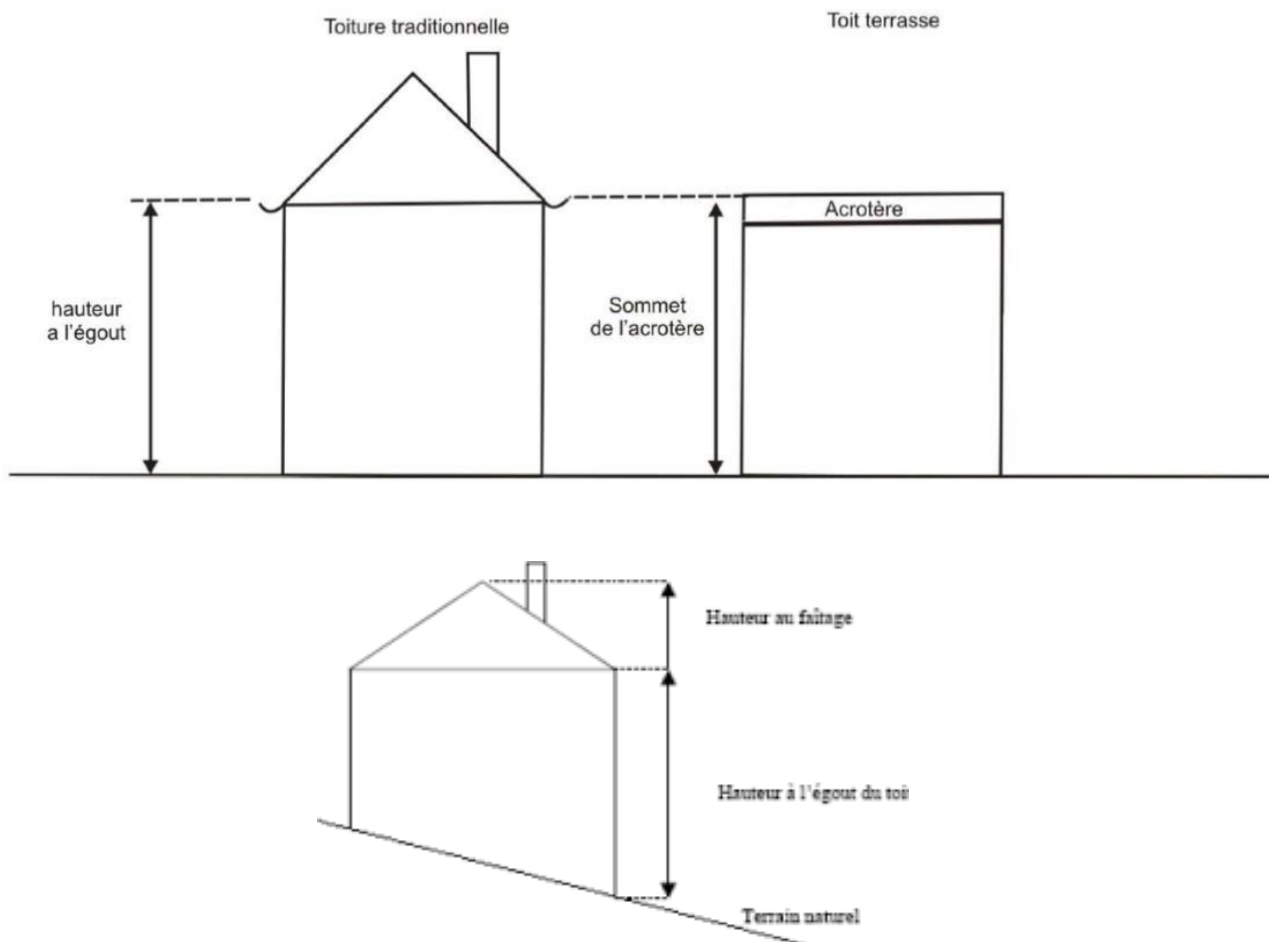 Toiture traditionnelle
Toit terrasse
Acrotère
hauteur
a l'égout
Sommet
de l'acrotère
Hauteur au faîtage
Hauteur à l'égout du toit
Terrain naturel